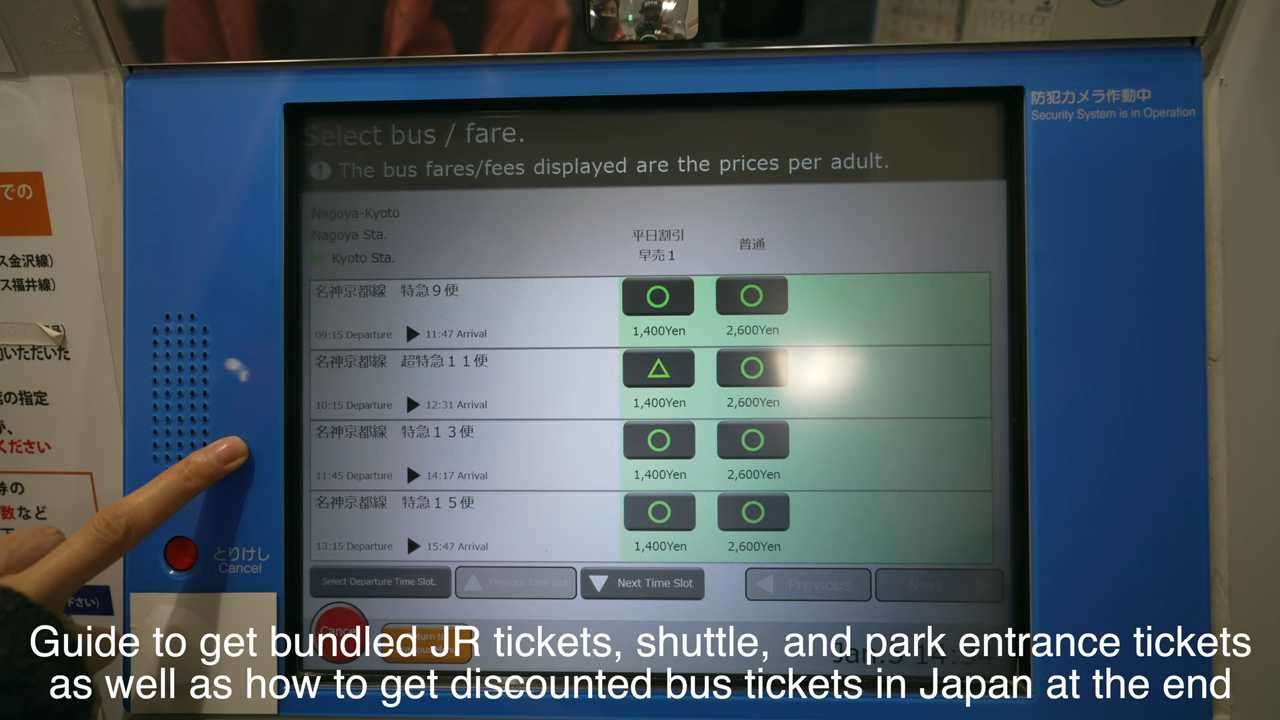 防犯カメラ作動中
Security System is in Operation
Select bus / fare.
! The bus fares/fees displayed are the prices per adult.
Nagoya-Kyoto
Nagoya Sta.
Kyoto Sta.
平日割引
早売1
普通
名神京都線 特急9便
09:15 Departure ▶ 11:47 Arrival
1,400Yen 2,600Yen
名神京都線 超特急11便
10:15 Departure ▶ 12:31 Arrival
1,400Yen 2,600Yen
名神京都線 特急13便
11:45 Departure ▶ 14:17 Arrival
1,400Yen 2,600Yen
名神京都線 特急15便
13:15 Departure ▶ 15:47 Arrival
1,400Yen 2,600Yen
Select Departure Time Slot.
Previous Time Slot
Next Time Slot
Previous
Next
での
ス金沢線)
ス福井線)
いただいた
の指定
ください
券の
数など
下さい)
とりけし
Cancel
Guide to get bundled JR tickets, shuttle, and park entrance tickets
as well as how to get discounted bus tickets in Japan at the end